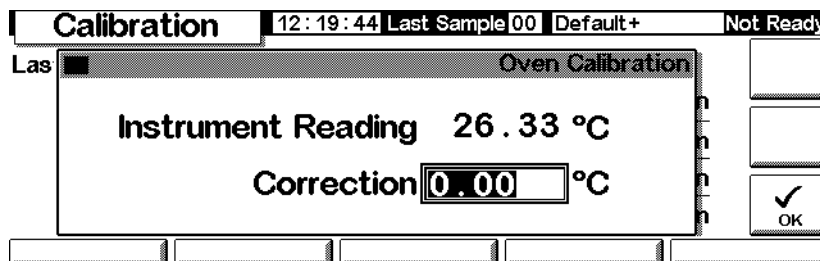 Calibration 12:19:44 Last Sample 00 Default+ Not Ready
Las Oven Calibration
Instrument Reading 26.33 °C
Correction 0.00 °C
OK